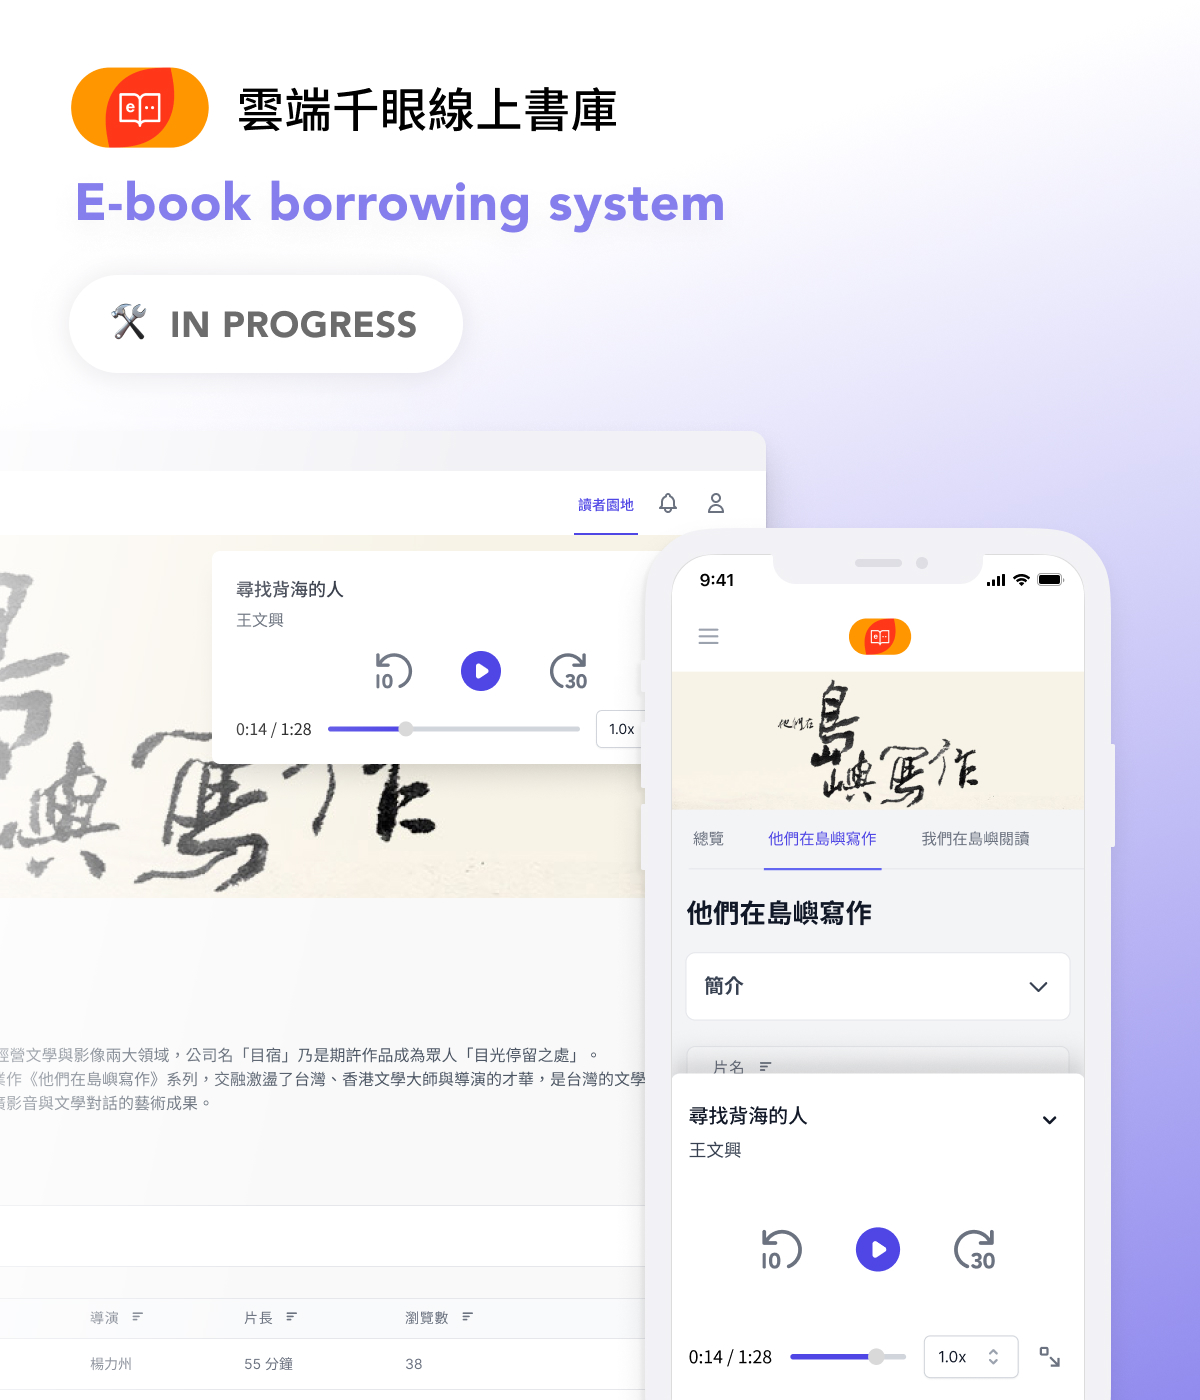 e
雲端千眼線上書庫
E-book borrowing system
IN PROGRESS
讀者園地
尋找背海的人
王文興
10
30
0:14 / 1:28
1.0x
島嶼寫作
經營文學與影像兩大領域，公司名「目宿」乃是期許作品成為眾人「目光停留之處」。
業作《他們在島嶼寫作》系列，交融激盪了台灣、香港文學大師與導演的才華，是台灣的文學
廣影音與文學對話的藝術成果。
導演
片長
瀏覽數
楊力州
55 分鐘
38
9:41
e
他們在
島嶼寫作
總覽
他們在島嶼寫作
我們在島嶼閱讀
他們在島嶼寫作
簡介
片名
尋找背海的人
王文興
10
30
0:14 / 1:28
1.0x